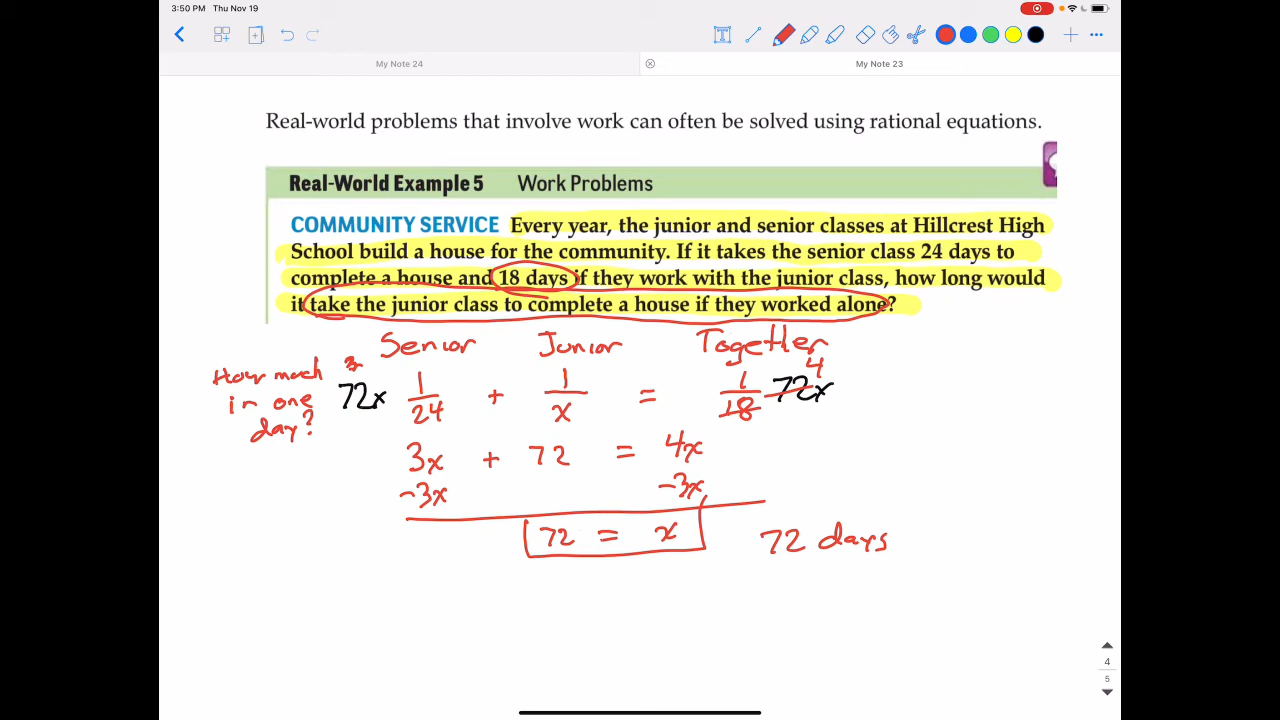 3:50 PM Thu Nov 19
My Note 24
My Note 23
Real-world problems that involve work can often be solved using rational equations.
Real-World Example 5 Work Problems
COMMUNITY SERVICE Every year, the junior and senior classes at Hillcrest High
School build a house for the community. If it takes the senior class 24 days to
complete a house and 18 days if they work with the junior class, how long would
it take the junior class to complete a house if they worked alone?
Senior Junior Together
How much in one day?
3 4
72x 1/24 + 1/x = 1/18 72x
3x + 72 = 4x
-3x -3x
72 = x 72 days
4
5